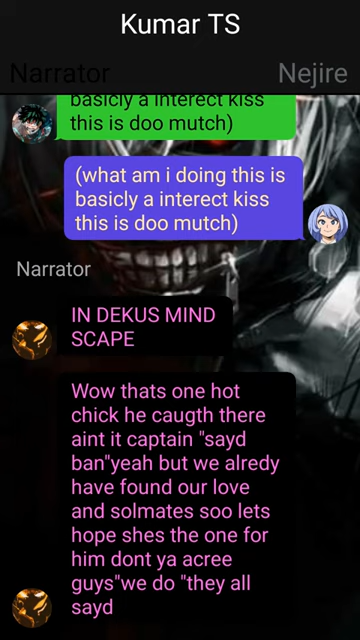 Kumar TS
Narrator
Nejire
basicly a interect kiss
this is doo mutch)
(what am i doing this is
basicly a interect kiss
this is doo mutch)
Narrator
IN DEKUS MIND
SCAPE
Wow thats one hot
chick he caugth there
aint it captain "sayd
ban"yeah but we alredy
have found our love
and solmates soo lets
hope shes the one for
him dont ya acree
guys"we do "they all
sayd